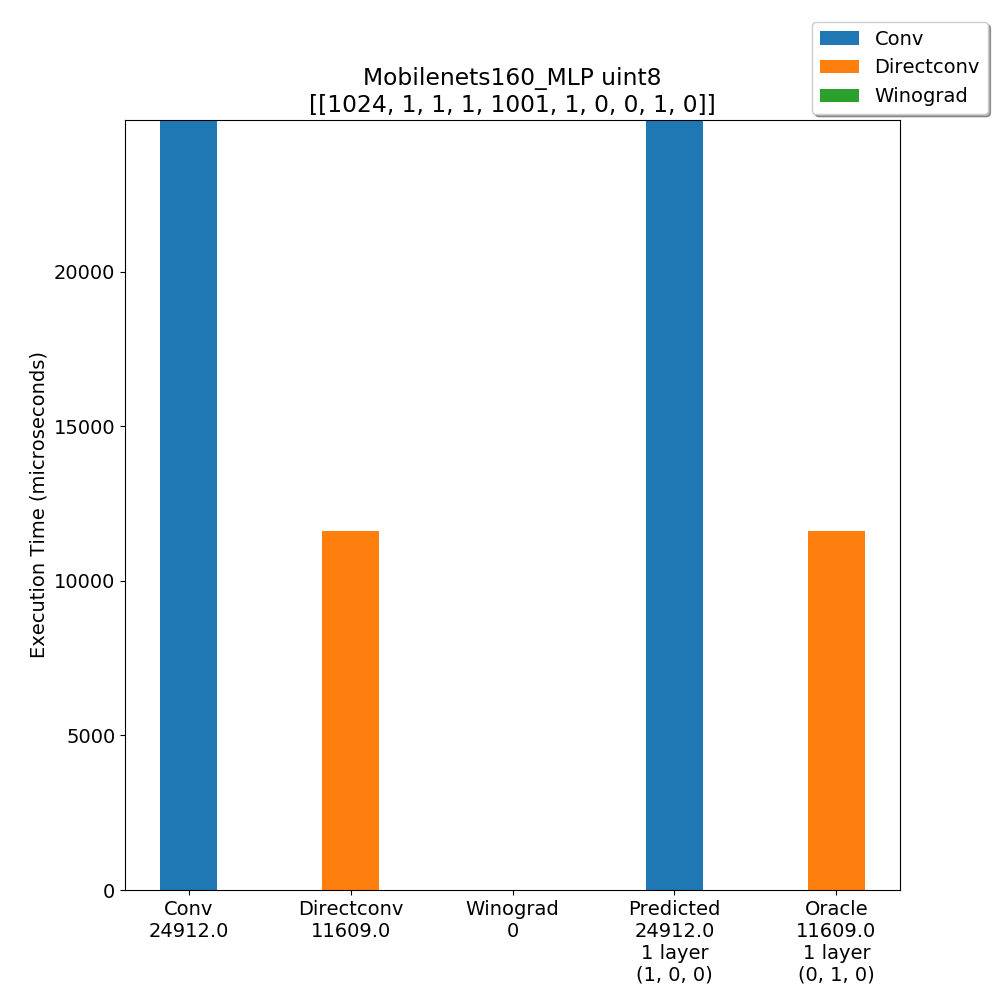 Conv
Directconv
Winograd
Mobilenets160_MLP uint8
[[1024, 1, 1, 1, 1001, 1, 0, 0, 1, 0]]
Execution Time (microseconds)
20000
15000
10000
5000
0
Conv
24912.0
Directconv
11609.0
Winograd
0
Predicted
24912.0
1 layer
(1, 0, 0)
Oracle
11609.0
1 layer
(0, 1, 0)